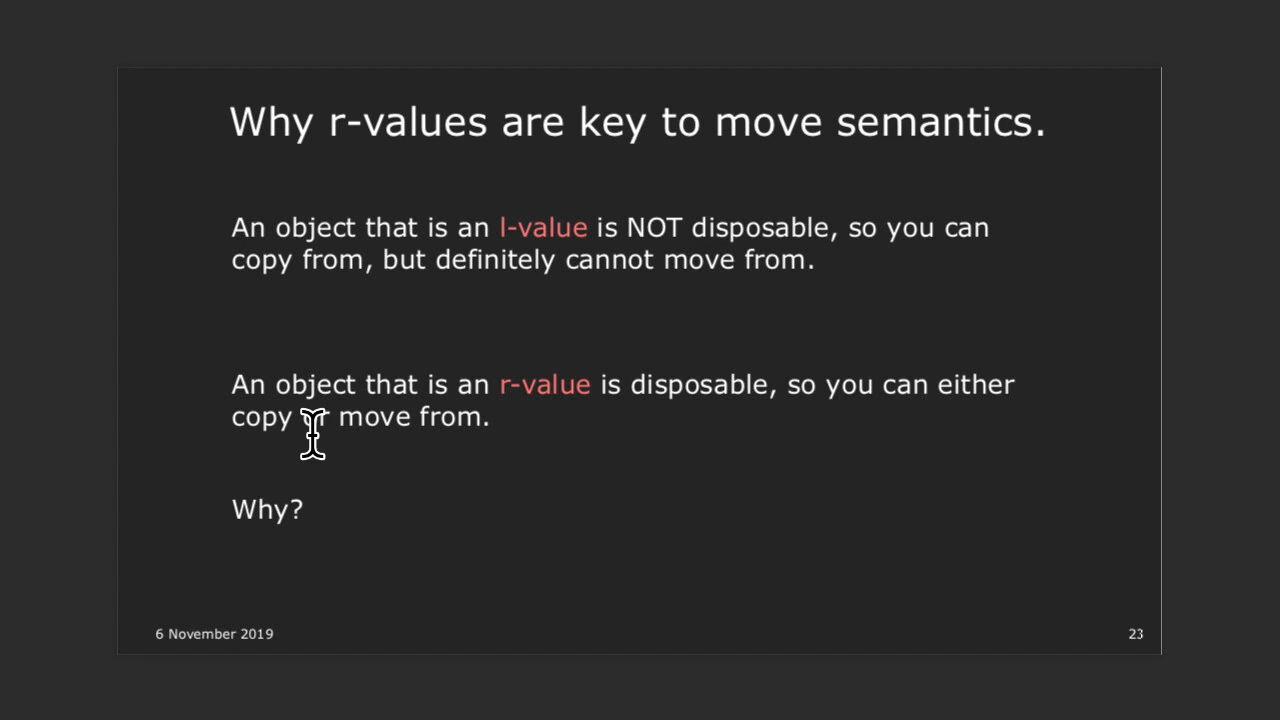 Why r-values are key to move semantics.
An object that is an l-value is NOT disposable, so you can
copy from, but definitely cannot move from.
An object that is an r-value is disposable, so you can either
copy or move from.
Why?
6 November 2019
23